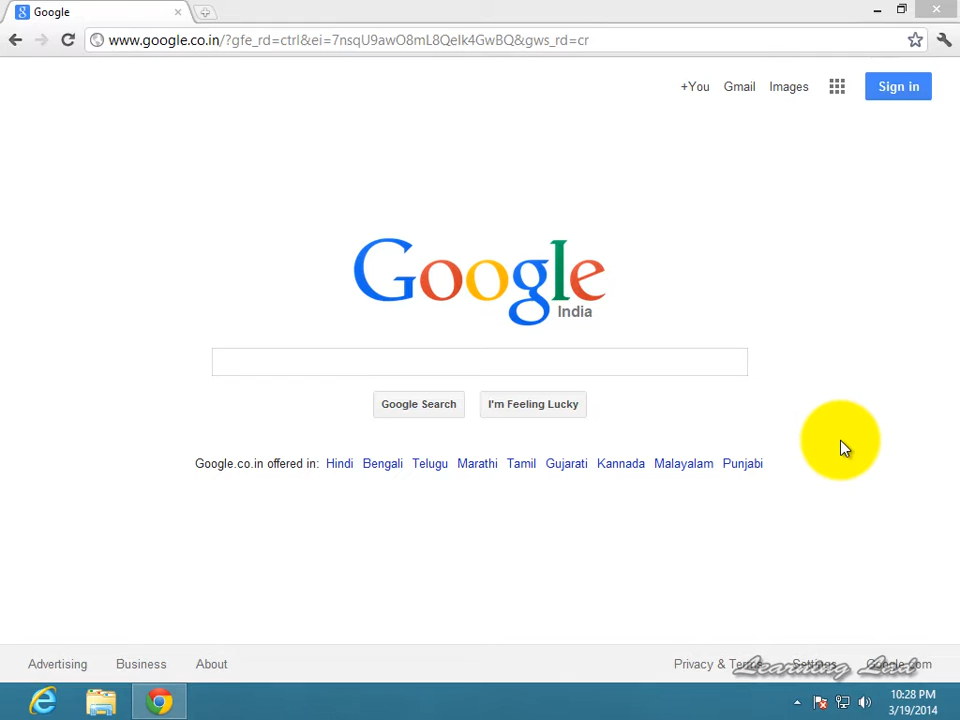 Google
www.google.co.in/?gfe_rd=ctrl&ei=7nsqU9awO8mL8Qelk4GwBQ&gws_rd=cr
+You Gmail Images Sign in
Google
India
Google Search I'm Feeling Lucky
Google.co.in offered in: Hindi Bengali Telugu Marathi Tamil Gujarati Kannada Malayalam Punjabi
Advertising Business About Privacy & Terms Settings Google.com
Learning Lad
10:28 PM
3/19/2014